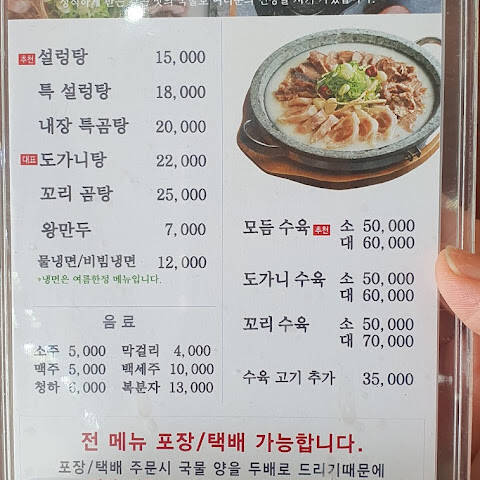 추천 설렁탕 15,000
특 설렁탕 18,000
내장 특곰탕 20,000
대표 도가니탕 22,000
꼬리 곰탕 25,000
왕만두 7,000
물냉면/비빔냉면 12,000
*냉면은 여름한정 메뉴입니다.
음 료
소주 5,000 막걸리 4,000
맥주 5,000 백세주 10,000
청하 6,000 복분자 13,000
모듬 수육 추천 소 50,000
대 60,000
도가니 수육 소 50,000
대 60,000
꼬리 수육 소 50,000
대 70,000
수육 고기 추가 35,000
전 메뉴 포장/택배 가능합니다.
포장/택배 주문시 국물 양을 두배로 드리기때문에